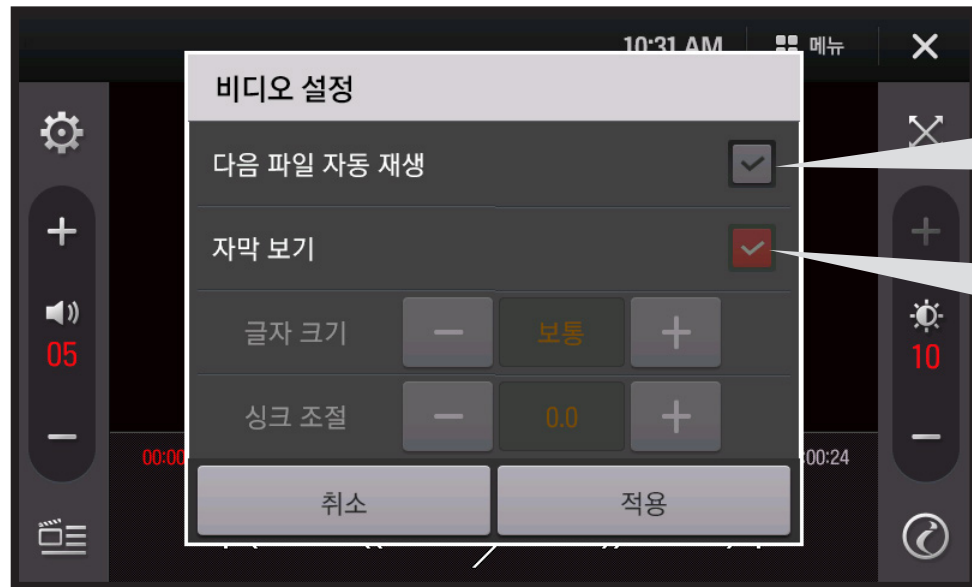 10:31 AM 메뉴
비디오 설정
다음 파일 자동 재생
자막 보기
글자 크기 보통
05
10
싱크 조절 0.0
00:00
:00:24
취소 적용